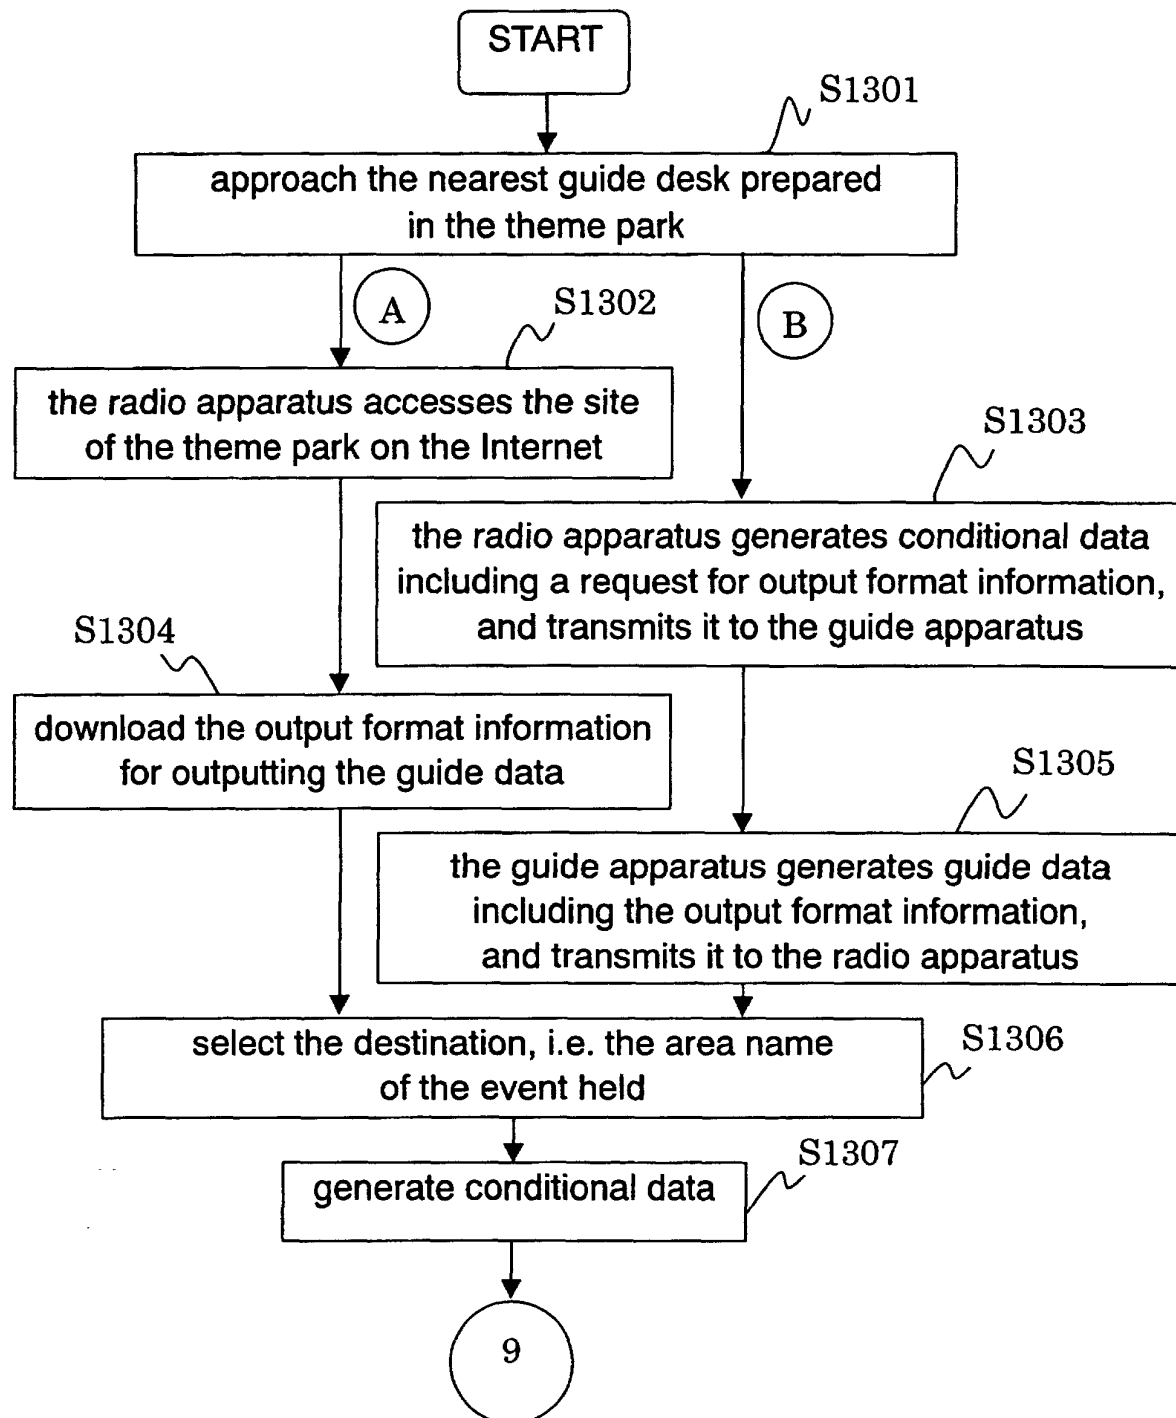 START
S1301
approach the nearest guide desk prepared
in the theme park
A
S1302
B
the radio apparatus accesses the site
of the theme park on the Internet
S1303
the radio apparatus generates conditional data
including a request for output format information,
and transmits it to the guide apparatus
S1304
download the output format information
for outputting the guide data
S1305
the guide apparatus generates guide data
including the output format information,
and transmits it to the radio apparatus
select the destination, i.e. the area name
of the event held
S1306
S1307
generate conditional data
9